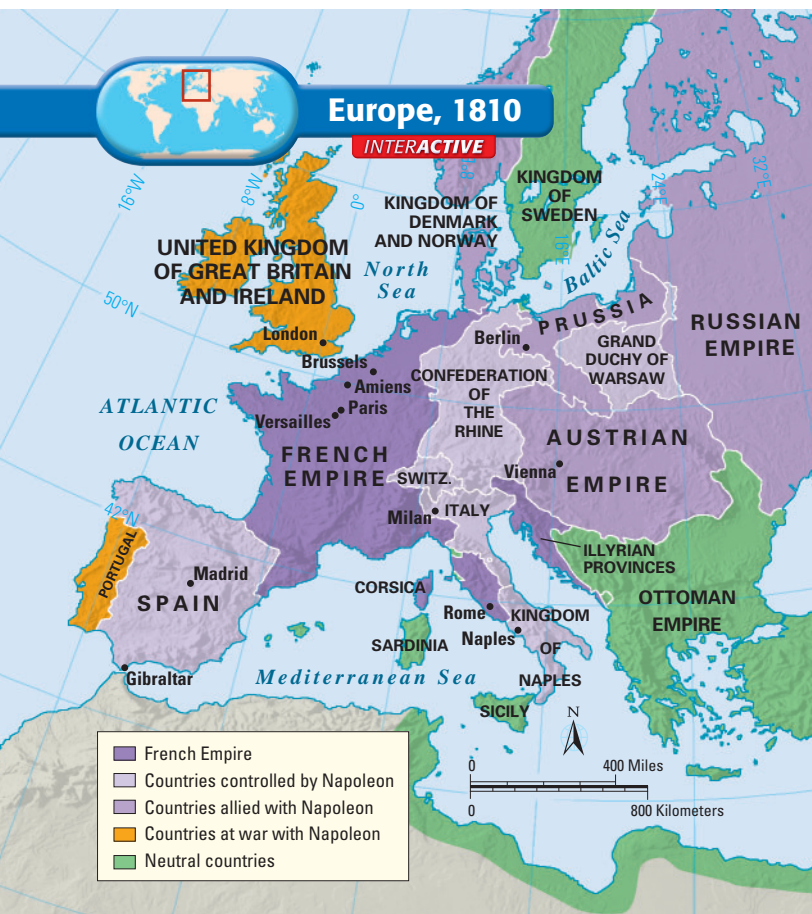 Europe, 1810
INTERACTIVE
16°W
8°W
0°
8°
16°E
24°E
32°E
50°N
42°N
KINGDOM
OF
SWEDEN
KINGDOM OF
DENMARK
AND NORWAY
UNITED KINGDOM
OF GREAT BRITAIN
AND IRELAND
North
Sea
Baltic Sea
London
Brussels
Amiens
Paris
Versailles
Berlin
PRUSSIA
GRAND
DUCHY OF
WARSAW
RUSSIAN
EMPIRE
CONFEDERATION
OF
THE
RHINE
ATLANTIC
OCEAN
FRENCH
EMPIRE
SWITZ.
AUSTRIAN
EMPIRE
Vienna
Milan
ITALY
ILLYRIAN
PROVINCES
PORTUGAL
Madrid
SPAIN
CORSICA
Rome
OTTOMAN
EMPIRE
SARDINIA
Naples
KINGDOM
OF
NAPLES
Gibraltar
Mediterranean Sea
SICILY
N
0 400 Miles
0 800 Kilometers
French Empire
Countries controlled by Napoleon
Countries allied with Napoleon
Countries at war with Napoleon
Neutral countries